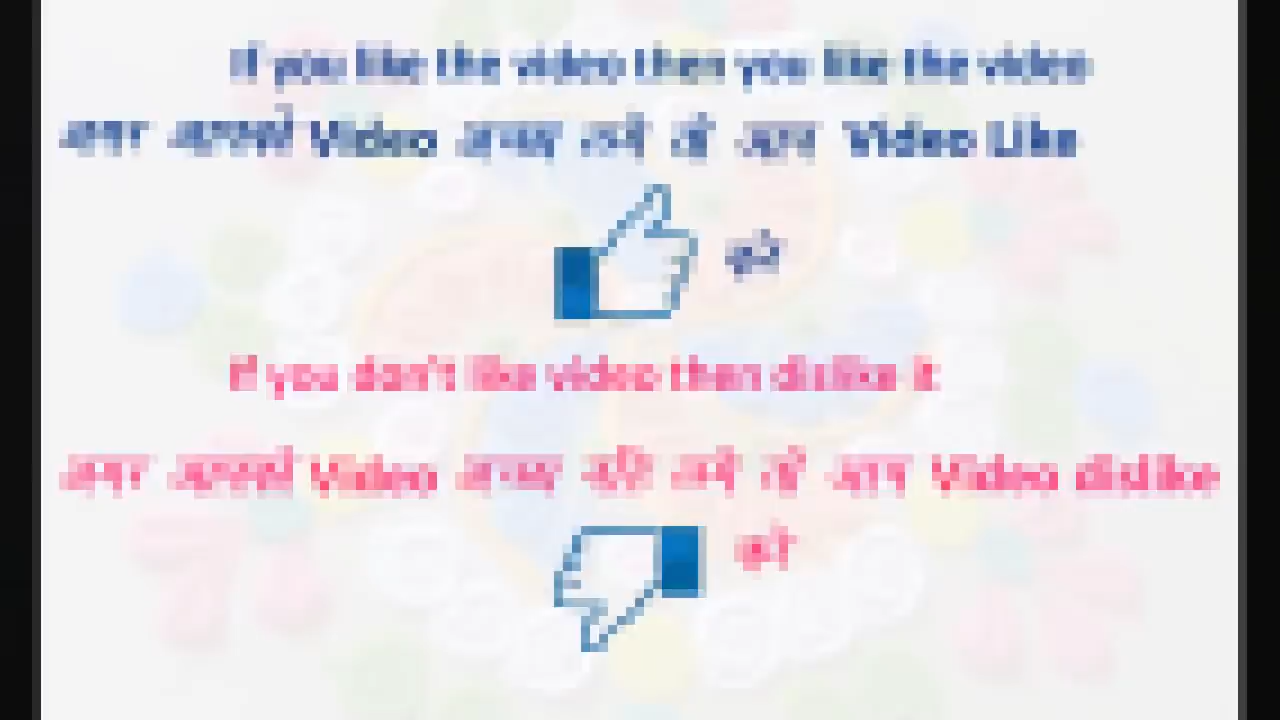 If you like the video then you like the video
अगर आपको Video अच्छा लगे तो आप Video Like
करे
If you don't like video then dislike it
अगर आपको Video अच्छा नही लगे तो आप Video dislike
करे